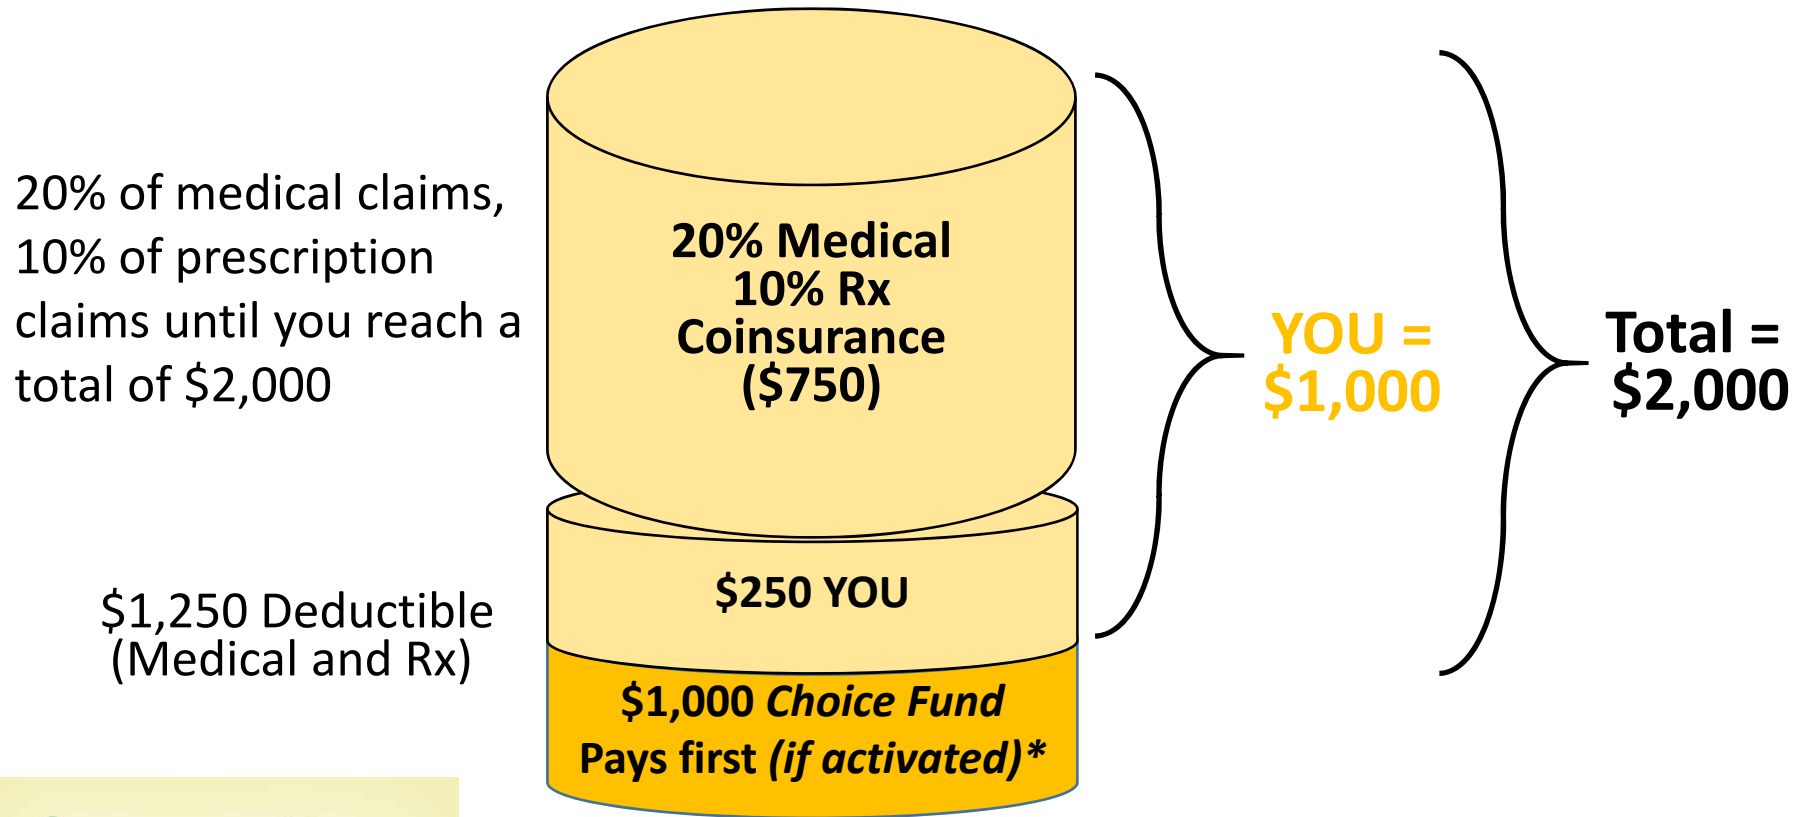 20% of medical claims,
10% of prescription
claims until you reach a
total of $2,000
20% Medical
10% Rx
Coinsurance
($750)
YOU =
$1,000
Total =
$2,000
$1,250 Deductible
(Medical and Rx)
$250 YOU
$1,000 Choice Fund
Pays first (if activated)*